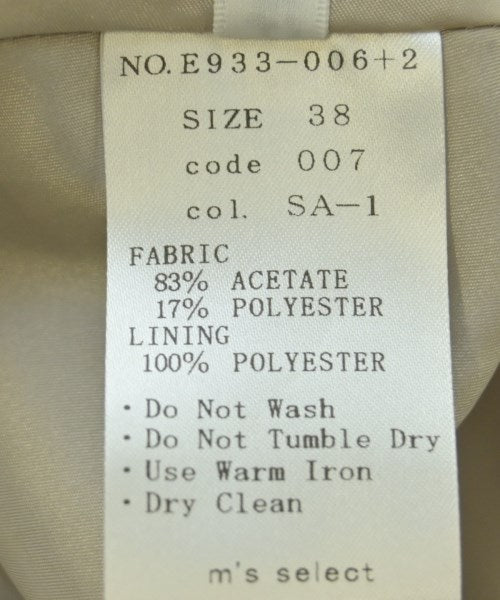 NO. E933-006+2
SIZE 38
code 007
col. SA-1
FABRIC
83% ACETATE
17% POLYESTER
LINING
100% POLYESTER
・Do Not Wash
・Do Not Tumble Dry
・Use Warm Iron
・Dry Clean
m's select